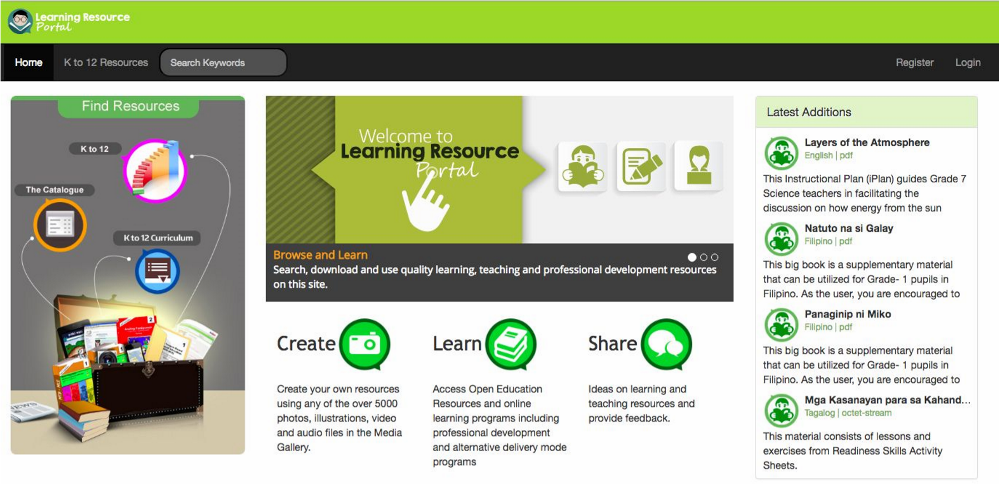 Learning Resource
Portal
Home
K to 12 Resources
Search Keywords
Register
Login
Find Resources
K to 12
The Catalogue
K to 12 Curriculum
Welcome to
Learning Resource
Portal
Browse and Learn
Search, download and use quality learning, teaching and professional development resources
on this site.
Create
Create your own resources
using any of the over 5000
photos, illustrations, video
and audio files in the Media
Gallery.
Learn
Access Open Education
Resources and online
learning programs including
professional development
and alternative delivery mode
programs
Share
Ideas on learning and
teaching resources and
provide feedback.
Latest Additions
Layers of the Atmosphere
English | pdf
This Instructional Plan (iPlan) guides Grade 7
Science teachers in facilitating the
discussion on how energy from the sun
Natuto na si Galay
Filipino | pdf
This big book is a supplementary material
that can be utilized for Grade- 1 pupils in
Filipino. As the user, you are encouraged to
Panaginip ni Miko
Filipino | pdf
This big book is a supplementary material
that can be utilized for Grade- 1 pupils in
Filipino. As the user, you are encouraged to
Mga Kasanayan para sa Kahand...
Tagalog | octet-stream
This material consists of lessons and
exercises from Readiness Skills Activity
Sheets.